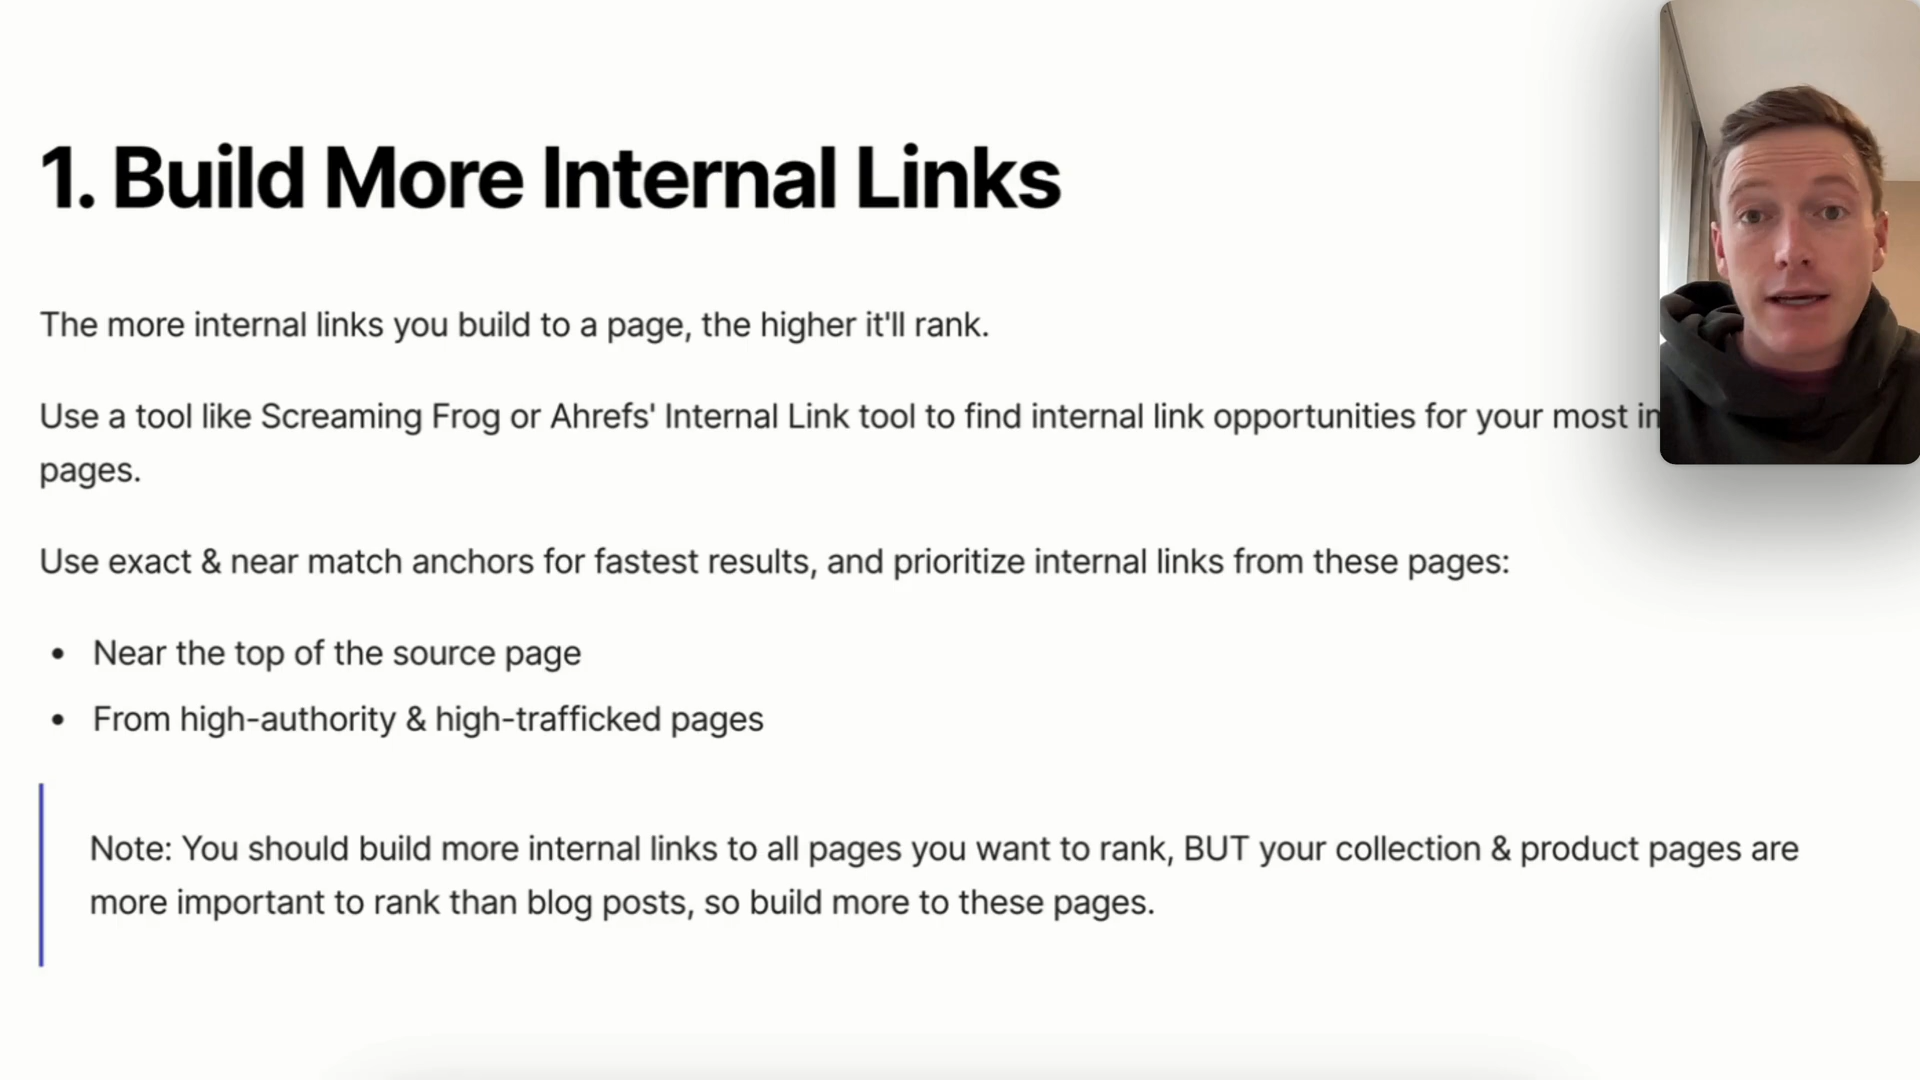 1. Build More Internal Links
The more internal links you build to a page, the higher it'll rank.
Use a tool like Screaming Frog or Ahrefs' Internal Link tool to find internal link opportunities for your most
pages.
Use exact & near match anchors for fastest results, and prioritize internal links from these pages:
• Near the top of the source page
• From high-authority & high-trafficked pages
Note: You should build more internal links to all pages you want to rank, BUT your collection & product pages are
more important to rank than blog posts, so build more to these pages.